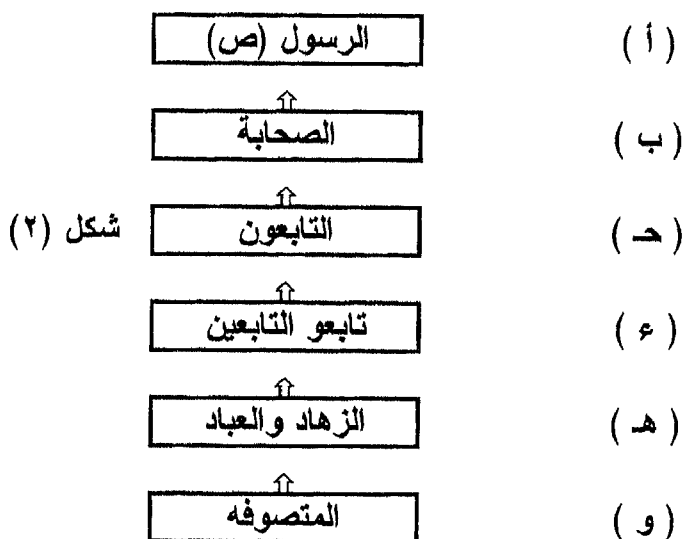 ( أ ) الرسول (ص)
( ب ) الصحابة
( حـ ) التابعون شكل (٢)
( ء ) تابعو التابعين
( هـ ) الزهاد والعباد
( و ) المتصوفه